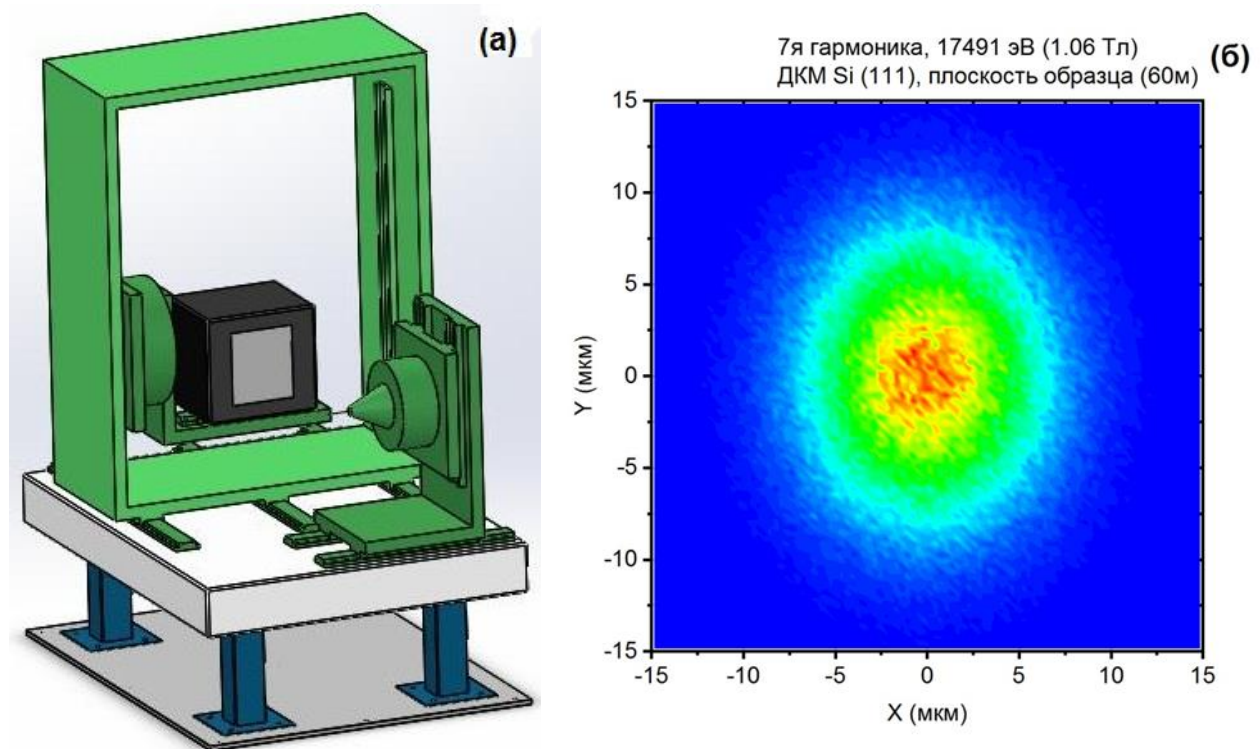 (а)
7я гармоника, 17491 эВ (1.06 Тл)
ДКМ Si (111), плоскость образца (60м)
(б)
15
10
5
0
-5
-10
-15
Y (мкм)
-15
-10
-5
0
5
10
15
X (мкм)